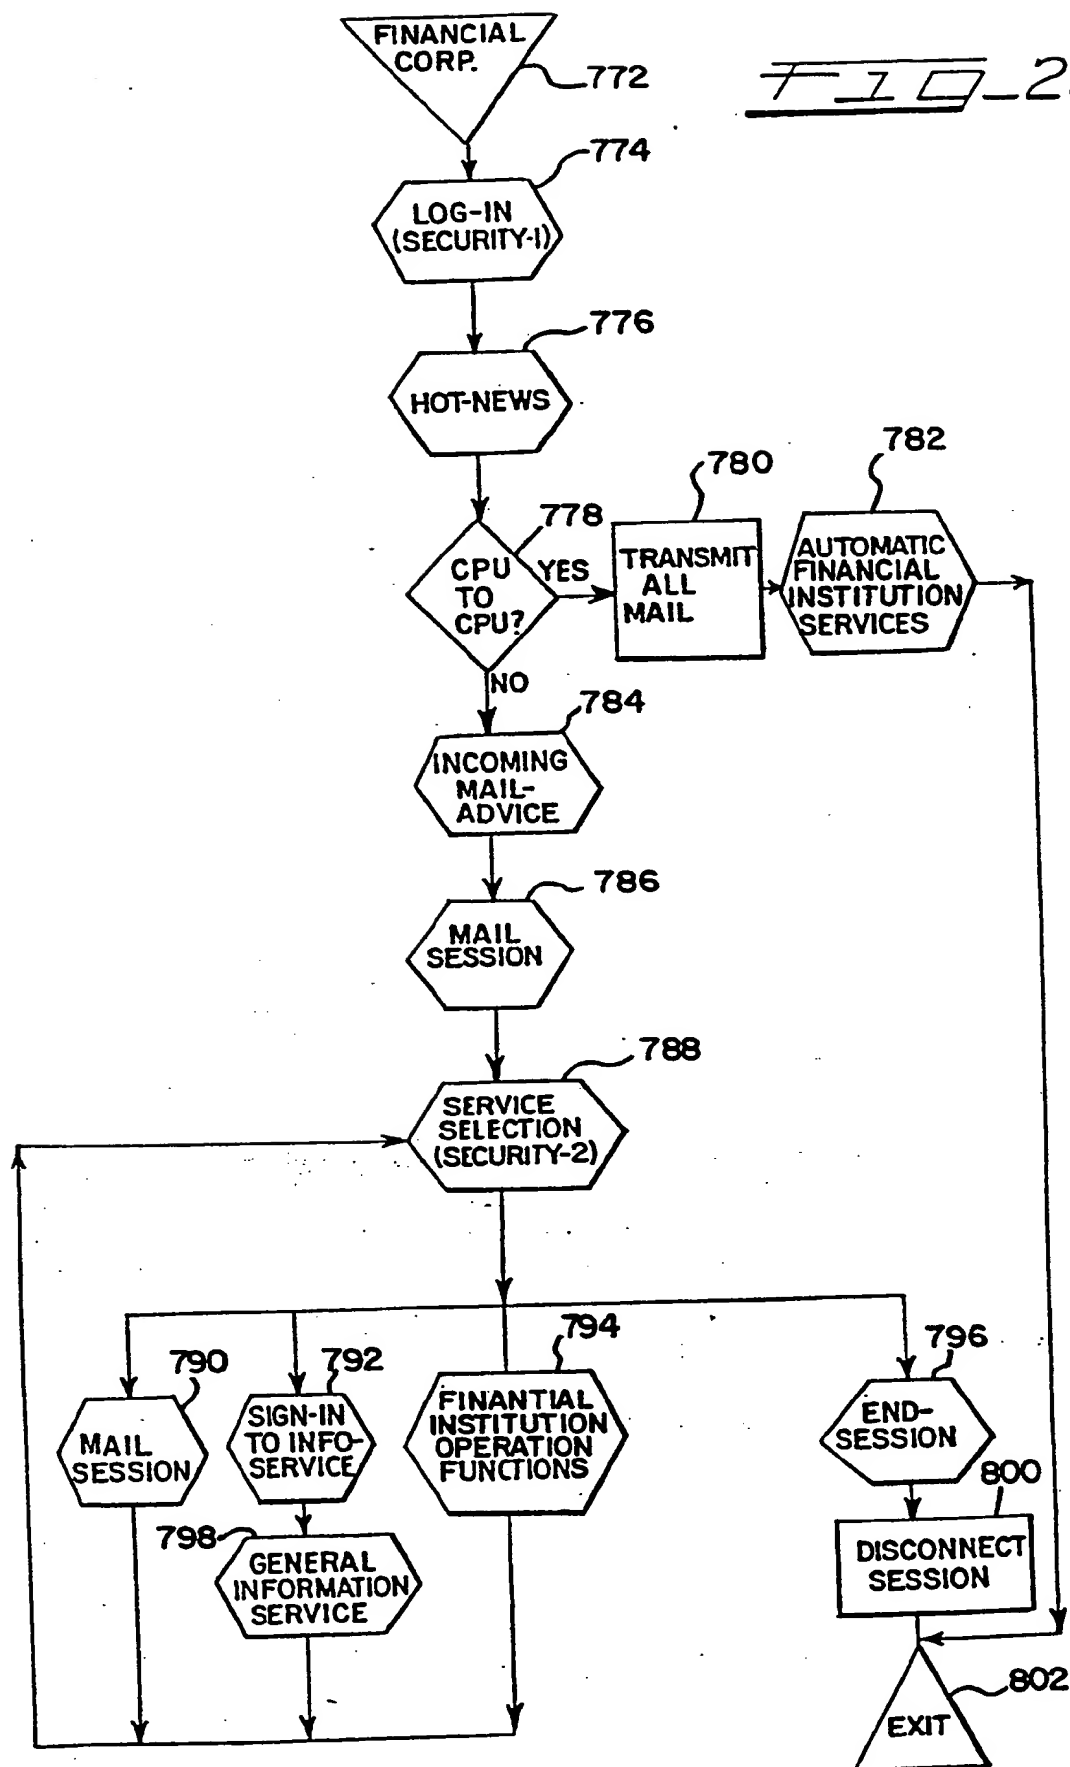 FINANCIAL
CORP.
772
FIG_2
774
LOG-IN
(SECURITY-1)
776
HOT-NEWS
778
CPU
TO
CPU?
YES
NO
780
TRANSMIT
ALL
MAIL
782
AUTOMATIC
FINANCIAL
INSTITUTION
SERVICES
784
INCOMING
MAIL-
ADVICE
786
MAIL
SESSION
788
SERVICE
SELECTION
(SECURITY-2)
790
MAIL
SESSION
792
SIGN-IN
TO INFO-
SERVICE
794
FINANTIAL
INSTITUTION
OPERATION
FUNCTIONS
796
END-
SESSION
798
GENERAL
INFORMATION
SERVICE
800
DISCONNECT
SESSION
802
EXIT